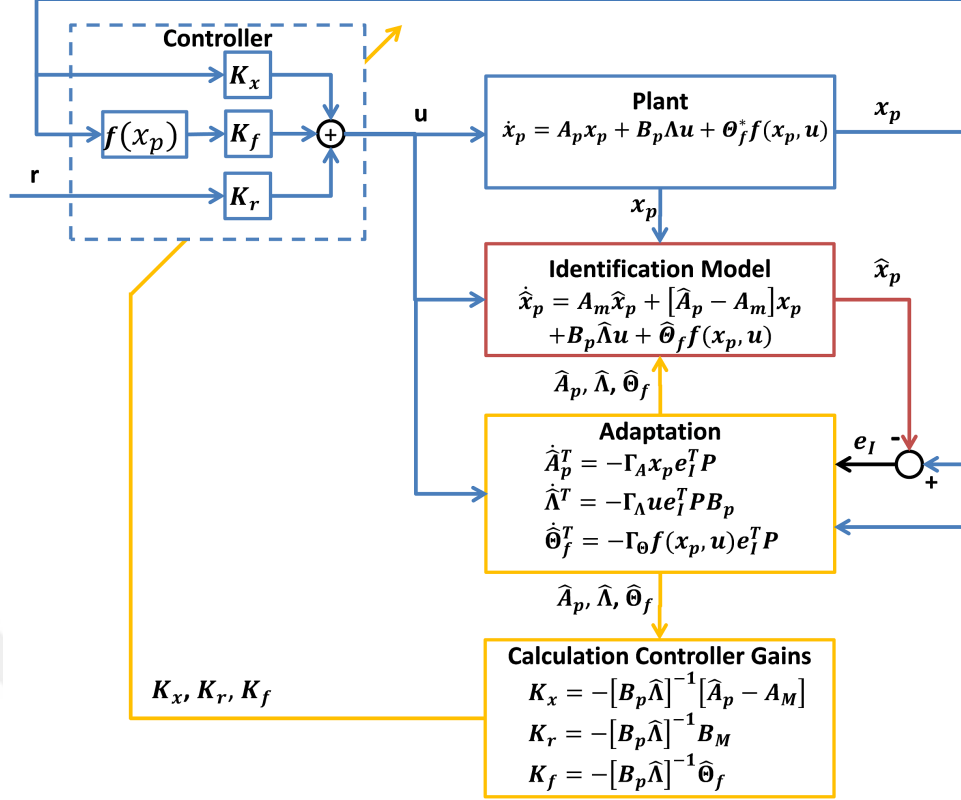 Controller
K_x
f(x_p)
K_f
+
r
K_r
u
Plant
ẋ_p = A_p x_p + B_p Λu + Θ_f^* f(x_p, u)
x_p
x_p
Identification Model
x̂̇_p = A_m x̂_p + [Â_p − A_m]x_p
+B_p Λ̂u + Θ̂_f f(x_p, u)
x̂_p
Â_p, Λ̂, Θ̂_f
Adaptation
Â̇_p^T = −Γ_A x_p e_I^T P
Λ̂̇^T = −Γ_Λ u e_I^T P B_p
Θ̂̇_f^T = −Γ_Θ f(x_p, u)e_I^T P
e_I
-
+
Â_p, Λ̂, Θ̂_f
Calculation Controller Gains
K_x = −[B_p Λ̂]^{−1}[Â_p − A_M]
K_r = −[B_p Λ̂]^{−1} B_M
K_f = −[B_p Λ̂]^{−1} Θ̂_f
K_x, K_r, K_f